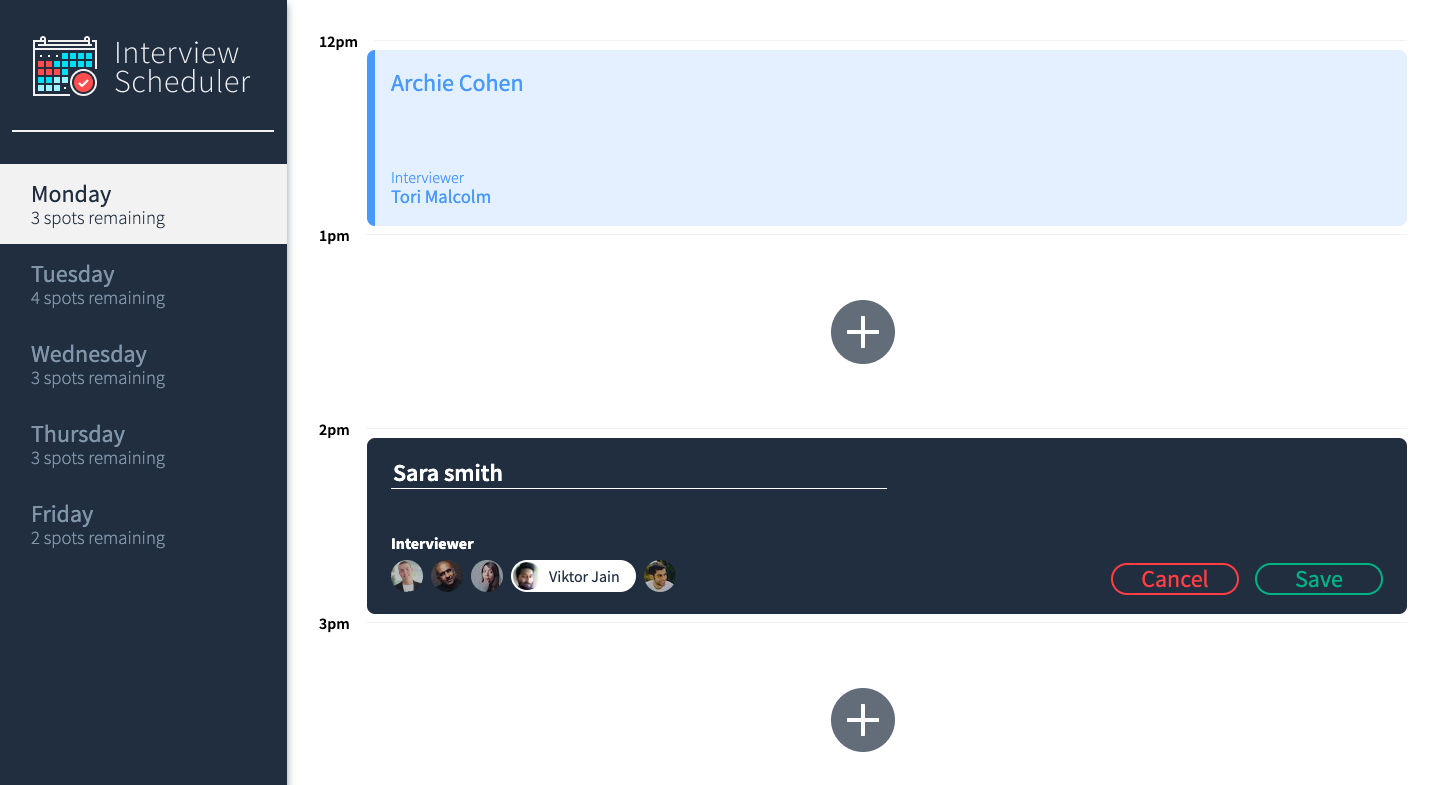 Interview
Scheduler
Monday
3 spots remaining
Tuesday
4 spots remaining
Wednesday
3 spots remaining
Thursday
3 spots remaining
Friday
2 spots remaining
12pm
Archie Cohen
Interviewer
Tori Malcolm
1pm
2pm
Sara smith
Interviewer
Viktor Jain
Cancel
Save
3pm